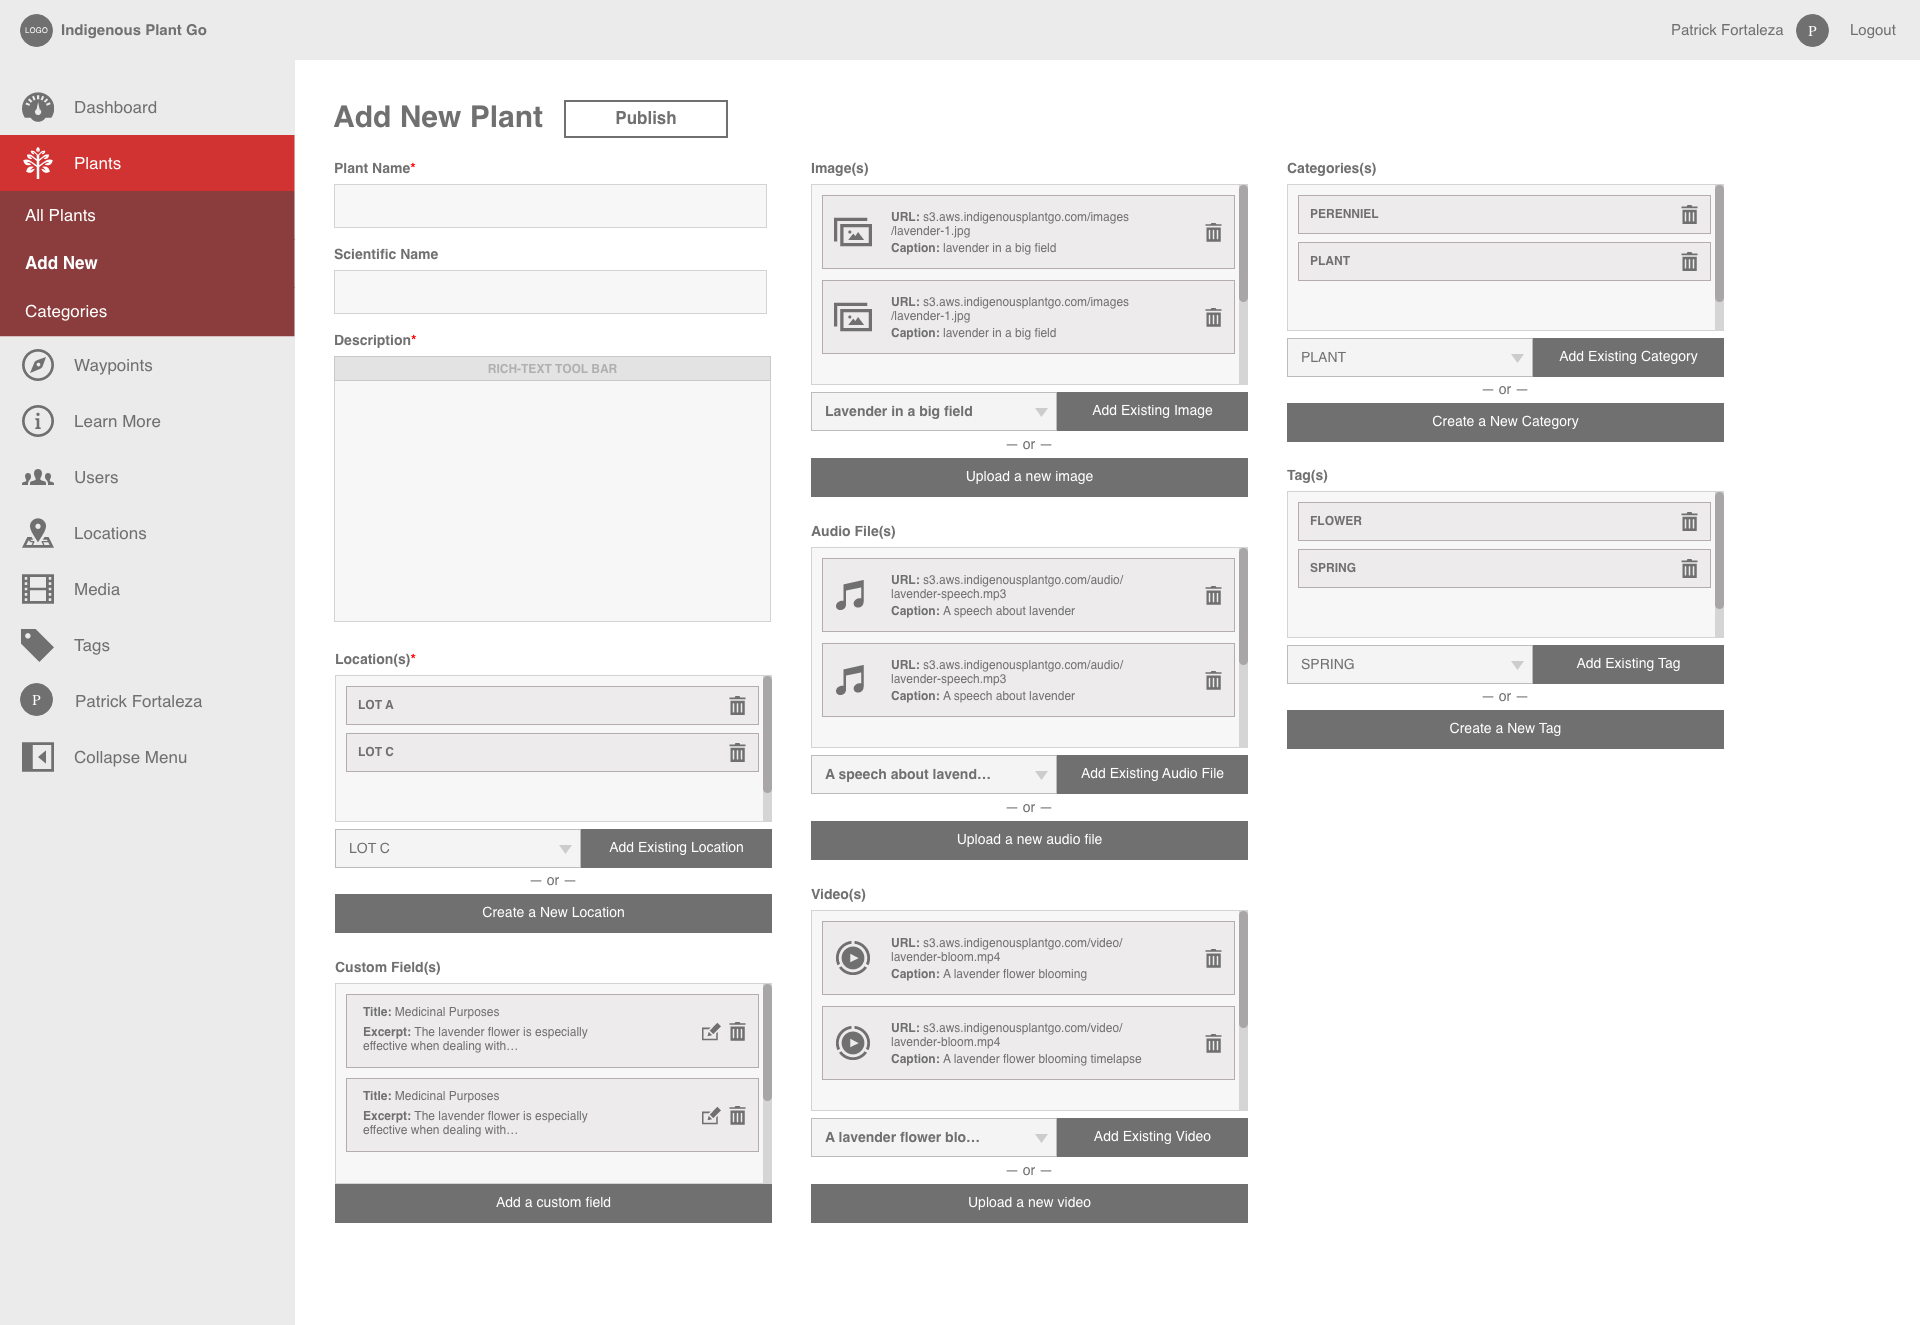 LOGO
Indigenous Plant Go
Patrick Fortaleza
P
Logout
Dashboard
Plants
All Plants
Add New
Categories
Waypoints
Learn More
Users
Locations
Media
Tags
P
Patrick Fortaleza
Collapse Menu
Add New Plant
Publish
Plant Name*
Scientific Name
Description*
RICH-TEXT TOOL BAR
Location(s)*
LOT A
LOT C
LOT C
Add Existing Location
— or —
Create a New Location
Custom Field(s)
Title: Medicinal Purposes
Excerpt: The lavender flower is especially
effective when dealing with...
Title: Medicinal Purposes
Excerpt: The lavender flower is especially
effective when dealing with...
Add a custom field
Image(s)
URL: s3.aws.indigenousplantgo.com/images
/lavender-1.jpg
Caption: lavender in a big field
URL: s3.aws.indigenousplantgo.com/images
/lavender-1.jpg
Caption: lavender in a big field
Lavender in a big field
Add Existing Image
— or —
Upload a new image
Audio File(s)
URL: s3.aws.indigenousplantgo.com/audio/
lavender-speech.mp3
Caption: A speech about lavender
URL: s3.aws.indigenousplantgo.com/audio/
lavender-speech.mp3
Caption: A speech about lavender
A speech about lavend...
Add Existing Audio File
— or —
Upload a new audio file
Video(s)
URL: s3.aws.indigenousplantgo.com/video/
lavender-bloom.mp4
Caption: A lavender flower blooming
URL: s3.aws.indigenousplantgo.com/video/
lavender-bloom.mp4
Caption: A lavender flower blooming timelapse
A lavender flower blo...
Add Existing Video
— or —
Upload a new video
Categories(s)
PERENNIEL
PLANT
PLANT
Add Existing Category
— or —
Create a New Category
Tag(s)
FLOWER
SPRING
SPRING
Add Existing Tag
— or —
Create a New Tag